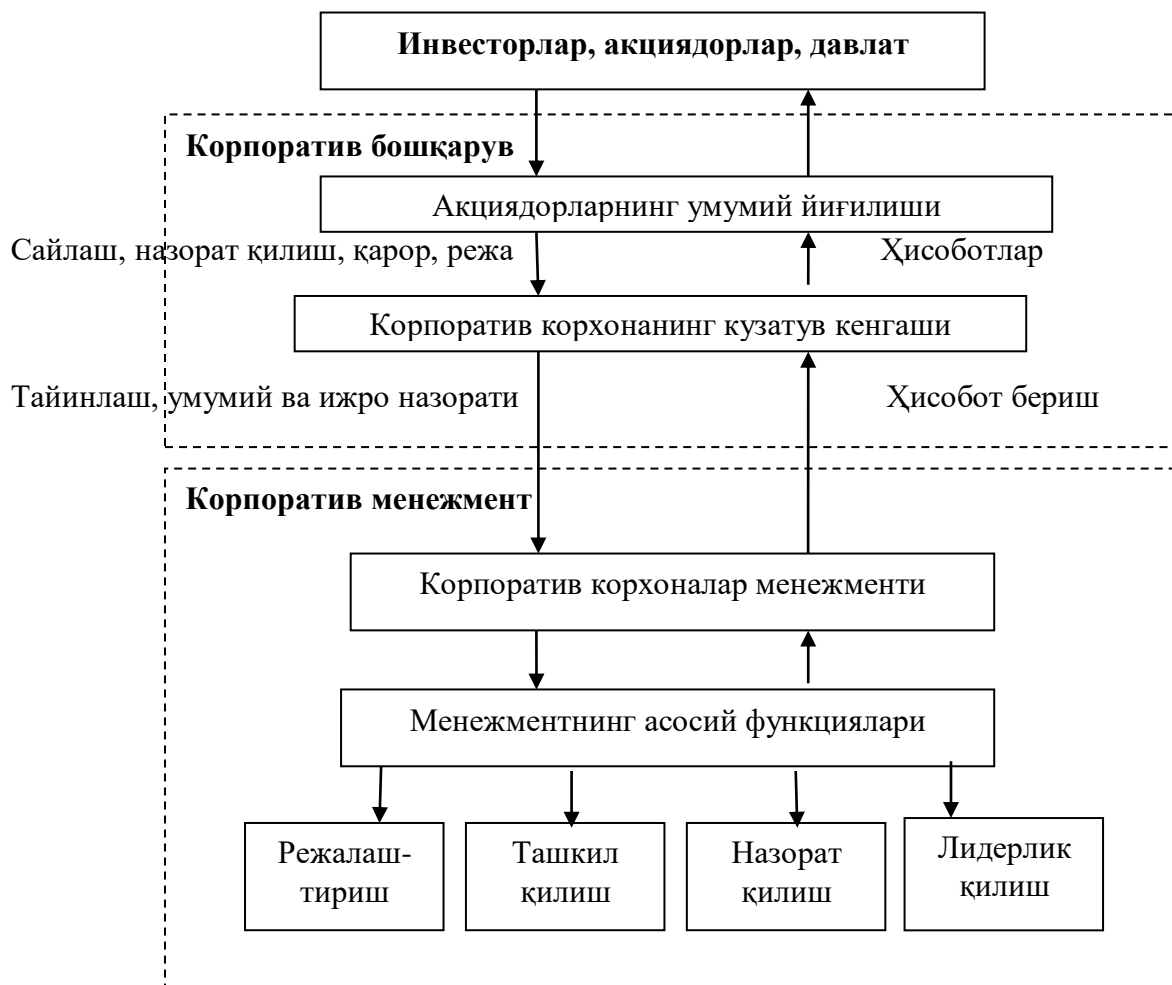 Инвесторлар, акциядорлар, давлат
Корпоратив бошқарув
Акциядорларнинг умумий йиғилиши
Сайлаш, назорат қилиш, қарор, режа
Ҳисоботлар
Корпоратив корхонанинг кузатув кенгаши
Тайинлаш, умумий ва ижро назорати
Ҳисобот бериш
Корпоратив менежмент
Корпоратив корхоналар менежменти
Менежментнинг асосий функциялари
Режалаш-
тириш
Ташкил
қилиш
Назорат
қилиш
Лидерлик
қилиш